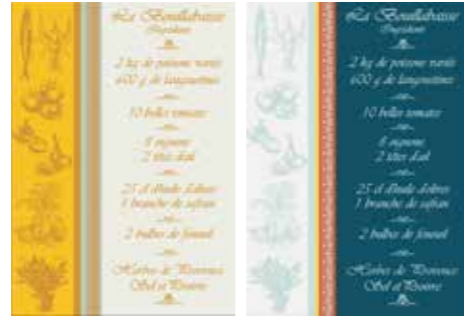 La Bouillabaisse
Ingrédients
2 kg de poissons variés
600 g de langoustines
10 belles tomates
8 oignons
2 têtes d'ail
25 cl d'huile d'olives
1 branche de safran
2 bulbes de fenouil
Herbes de Provence
Sel et Poivre
La Bouillabaisse
Ingrédients
2 kg de poissons variés
600 g de langoustines
10 belles tomates
8 oignons
2 têtes d'ail
25 cl d'huile d'olives
1 branche de safran
2 bulbes de fenouil
Herbes de Provence
Sel et Poivre